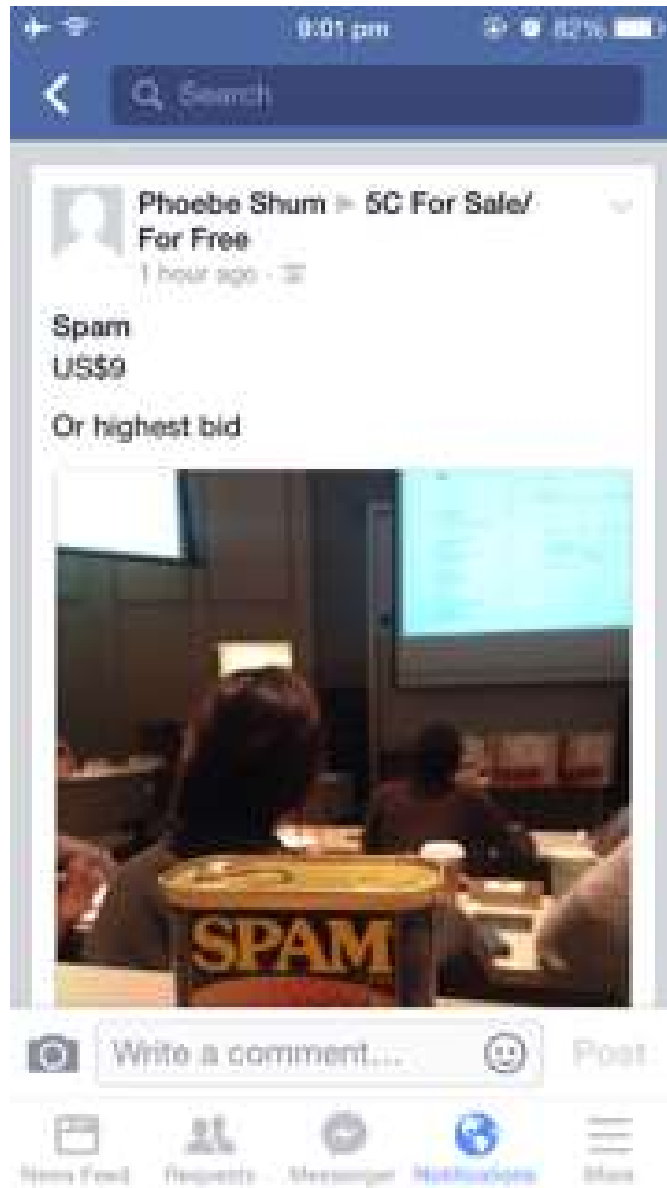 9:01 pm
82%
Search
Phoebe Shum ▸ 5C For Sale/
For Free
1 hour ago
Spam
US$9
Or highest bid
SPAM
Write a comment...
Post
News Feed
Requests
Messenger
Notifications
More